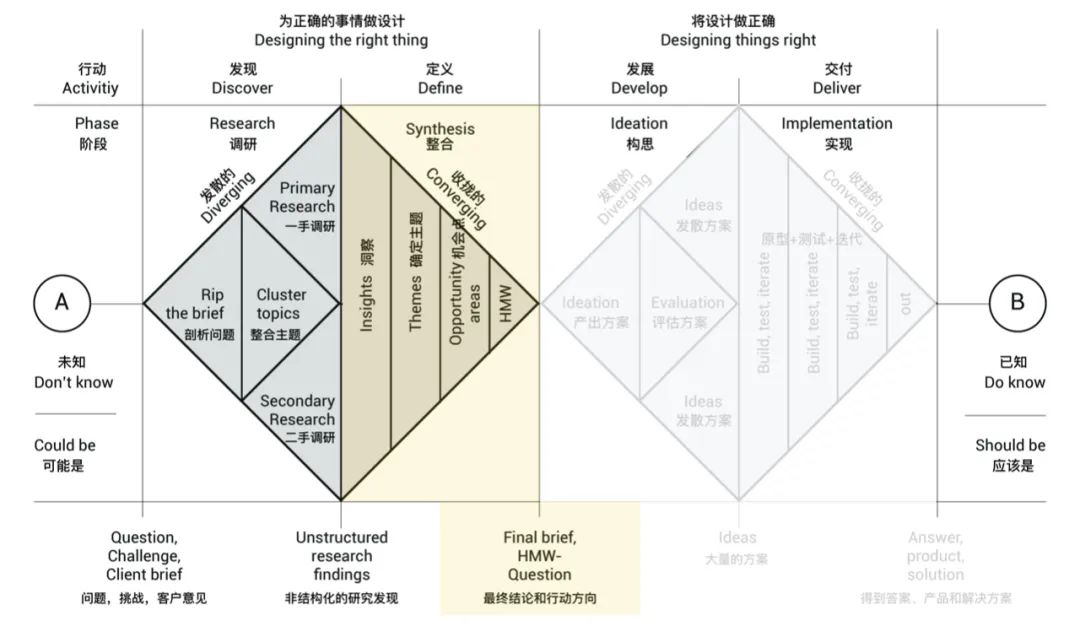 为正确的事情做设计
Designing the right thing
将设计做正确
Designing things right
行动
Activitiy
发现
Discover
定义
Define
发展
Develop
交付
Deliver
Phase
阶段
Research
调研
Synthesis
整合
Ideation
构思
Implementation
实现
发散的
Diverging
Primary
Research
一手调研
收拢的
Converging
发散的
Diverging
Ideas
发散方案
收拢的
Converging
A
未知
Don't know
Could be
可能是
Rip
the brief
剖析问题
Cluster
topics
整合主题
Secondary
Research
二手调研
Insights 洞察
Themes 确定主题
Opportunity 机会点
areas
HMW
Ideation
产出方案
Evaluation
评估方案
Ideas
发散方案
原型+测试+迭代
Build, test, iterate
Build, test, iterate
Build, test,
iterate
out
B
已知
Do know
Should be
应该是
Question,
Challenge,
Client brief
问题，挑战，客户意见
Unstructured
research
findings
非结构化的研究发现
Final brief,
HMW-
Question
最终结论和行动方向
Ideas
大量的方案
Answer,
product,
solution
得到答案、产品和解决方案